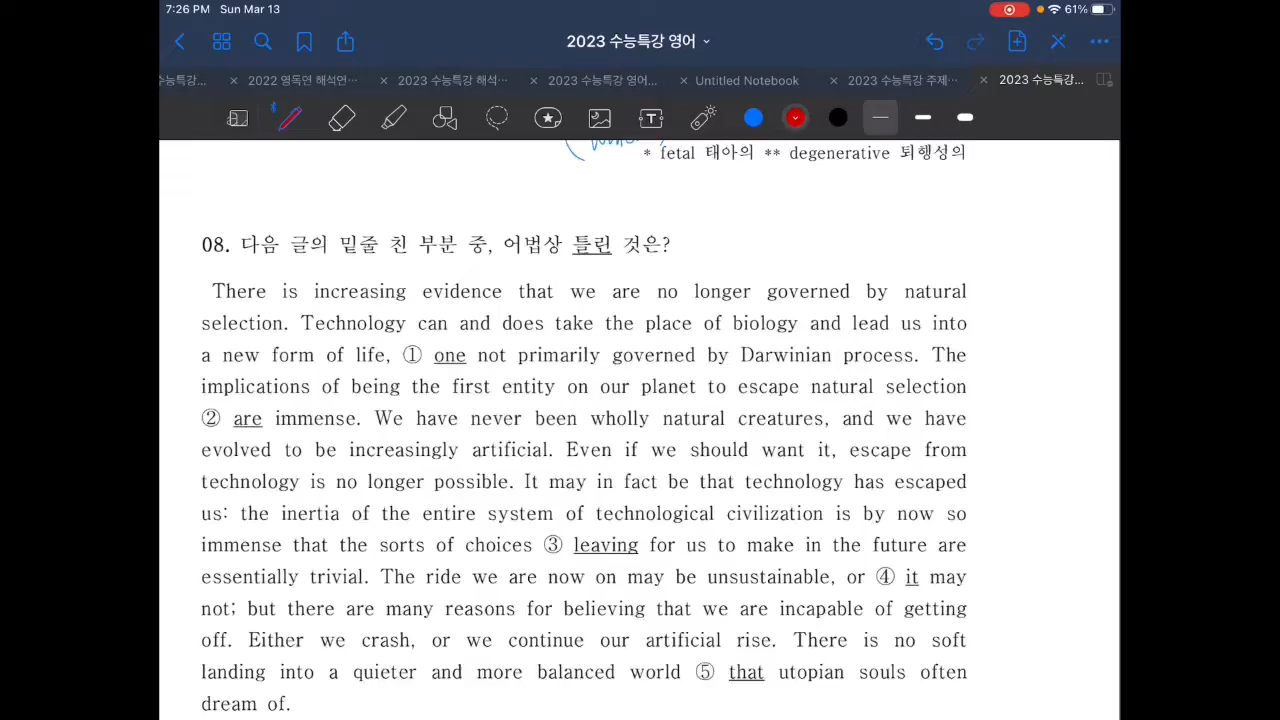 7:26 PM Sun Mar 13
61%
2023 수능특강 영어
수능특강...
2022 영독연 해석연...
2023 수능특강 해석...
2023 수능특강 영어...
Untitled Notebook
2023 수능특강 주제...
2023 수능특강...
* fetal 태아의 ** degenerative 퇴행성의
08. 다음 글의 밑줄 친 부분 중, 어법상 틀린 것은?
There is increasing evidence that we are no longer governed by natural
selection. Technology can and does take the place of biology and lead us into
a new form of life, ① one not primarily governed by Darwinian process. The
implications of being the first entity on our planet to escape natural selection
② are immense. We have never been wholly natural creatures, and we have
evolved to be increasingly artificial. Even if we should want it, escape from
technology is no longer possible. It may in fact be that technology has escaped
us: the inertia of the entire system of technological civilization is by now so
immense that the sorts of choices ③ leaving for us to make in the future are
essentially trivial. The ride we are now on may be unsustainable, or ④ it may
not; but there are many reasons for believing that we are incapable of getting
off. Either we crash, or we continue our artificial rise. There is no soft
landing into a quieter and more balanced world ⑤ that utopian souls often
dream of.